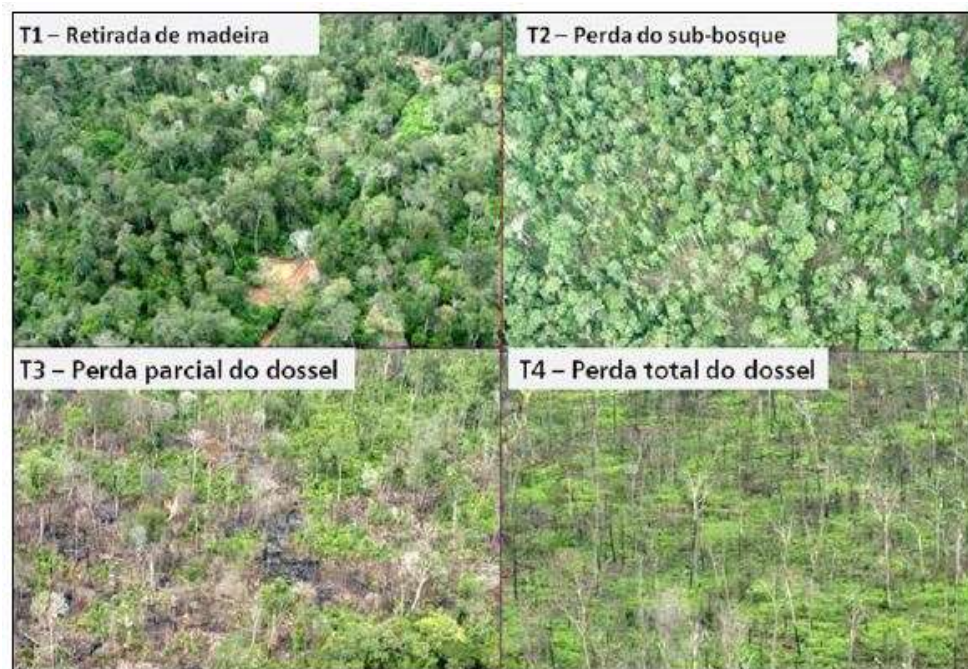 T1 – Retirada de madeira
T2 – Perda do sub-bosque
T3 – Perda parcial do dossel
T4 – Perda total do dossel